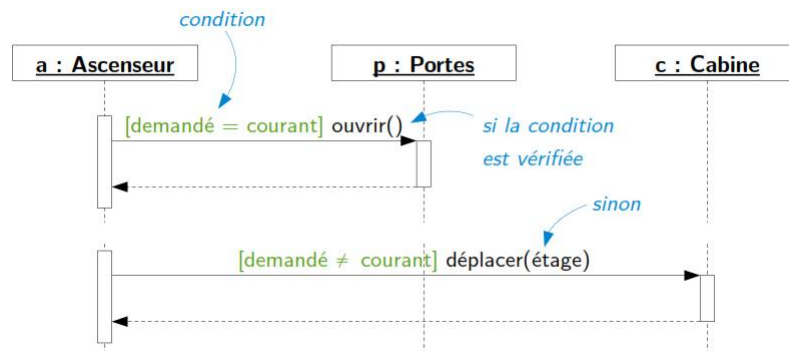 condition
a : Ascenseur
p : Portes
c : Cabine
[demandé = courant] ouvrir()
si la condition
est vérifiée
sinon
[demandé ≠ courant] déplacer(étage)